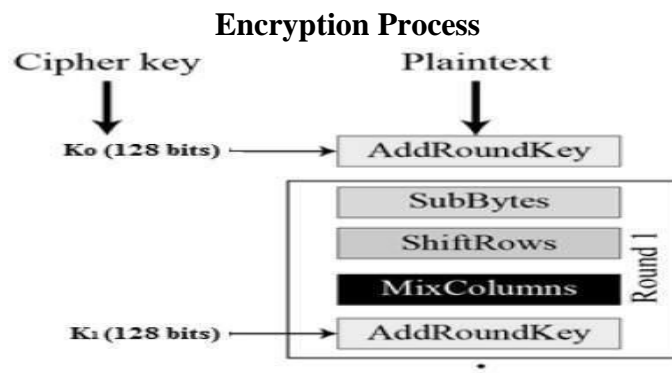 Encryption Process
Cipher key
Plaintext
K₀ (128 bits)
AddRoundKey
SubBytes
ShiftRows
MixColumns
Round 1
K₁ (128 bits)
AddRoundKey